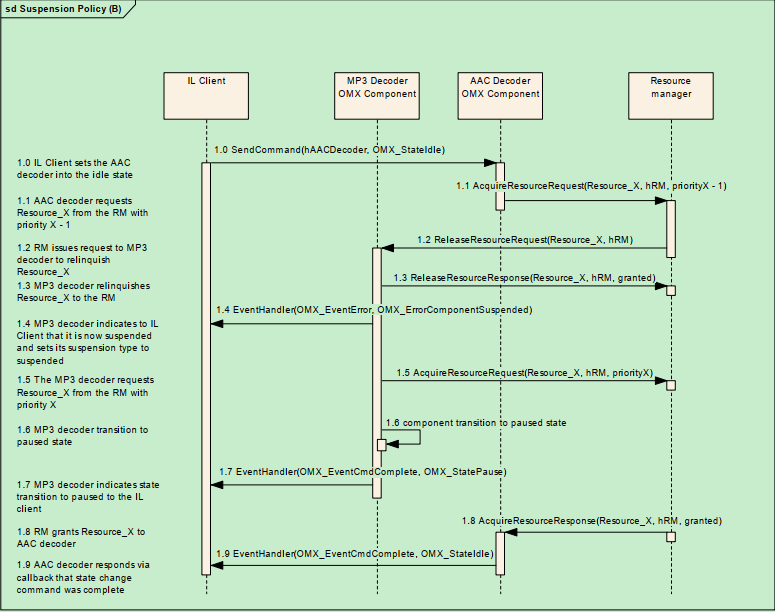 sd Suspension Policy (B)
IL Client
MP3 Decoder
OMX Component
AAC Decoder
OMX Component
Resource
manager
1.0 SendCommand(hAACDecoder, OMX_StateIdle)
1.0 IL Client sets the AAC
decoder into the idle state
1.1 AcquireResourceRequest(Resource_X, hRM, priorityX - 1)
1.1 AAC decoder requests
Resource_X from the RM with
priority X - 1
1.2 ReleaseResourceRequest(Resource_X, hRM)
1.2 RM issues request to MP3
decoder to relinquish
Resource_X
1.3 ReleaseResourceResponse(Resource_X, hRM, granted)
1.3 MP3 decoder relinquishes
Resource_X to the RM
1.4 EventHandler(OMX_EventError, OMX_ErrorComponentSuspended)
1.4 MP3 decoder indicates to IL
Client that it is now suspended
and sets its suspension type to
suspended
1.5 AcquireResourceRequest(Resource_X, hRM, priorityX)
1.5 The MP3 decoder requests
Resource_X from the RM with
priority X
1.6 component transition to paused state
1.6 MP3 decoder transition to
paused state
1.7 EventHandler(OMX_EventCmdComplete, OMX_StatePause)
1.7 MP3 decoder indicates state
transition to paused to the IL
client
1.8 AcquireResourceResponse(Resource_X, hRM, granted)
1.8 RM grants Resource_X to
AAC decoder
1.9 EventHandler(OMX_EventCmdComplete, OMX_StateIdle)
1.9 AAC decoder responds via
callback that state change
command was complete